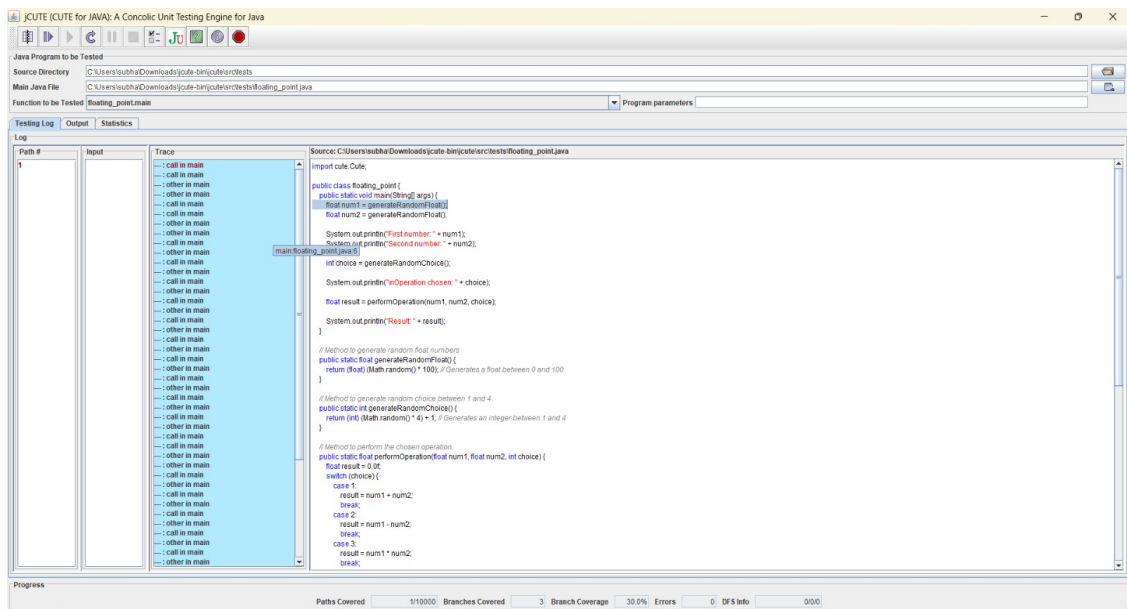 jCUTE (CUTE for JAVA): A Concolic Unit Testing Engine for Java
JU
Java Program to be Tested
Source Directory C:\Users\subha\Downloads\jcute-bin\jcute\src\tests
Main Java File C:\Users\subha\Downloads\jcute-bin\jcute\src\tests\floating_point.java
Function to be Tested floating_point.main Program parameters
Testing Log Output Statistics
Log
Path # Input Trace Source: C:\Users\subha\Downloads\jcute-bin\jcute\src\tests\floating_point.java
1
---: call in main
---: call in main
---: other in main
---: other in main
---: call in main
---: call in main
---: other in main
---: other in main
---: call in main
---: other in main
---: call in main
---: other in main
---: call in main
---: other in main
---: call in main
---: other in main
---: call in main
---: other in main
---: call in main
---: other in main
---: call in main
---: call in main
---: other in main
---: other in main
---: call in main
---: other in main
---: call in main
---: other in main
---: call in main
---: call in main
---: other in main
---: other in main
---: call in main
---: other in main
---: call in main
---: other in main
---: other in main
---: call in main
---: other in main
---: other in main
---: call in main
---: other in main
main:floating_point.java:6
import cute.Cute;
public class floating_point {
public static void main(String[] args) {
float num1 = generateRandomFloat();
float num2 = generateRandomFloat();
System.out.println("First number: " + num1);
System.out.println("Second number: " + num2);
int choice = generateRandomChoice();
System.out.println("\nOperation chosen: " + choice);
float result = performOperation(num1, num2, choice);
System.out.println("Result: " + result);
}
// Method to generate random float numbers
public static float generateRandomFloat() {
return (float) (Math.random() * 100); // Generates a float between 0 and 100
}
// Method to generate random choice between 1 and 4
public static int generateRandomChoice() {
return (int) (Math.random() * 4) + 1; // Generates an integer between 1 and 4
}
// Method to perform the chosen operation
public static float performOperation(float num1, float num2, int choice) {
float result = 0.0f;
switch (choice) {
case 1:
result = num1 + num2;
break;
case 2:
result = num1 - num2;
break;
case 3:
result = num1 * num2;
break;
Progress
Paths Covered 1/10000 Branches Covered 3 Branch Coverage 30.0% Errors 0 DFS Info 0/0/0